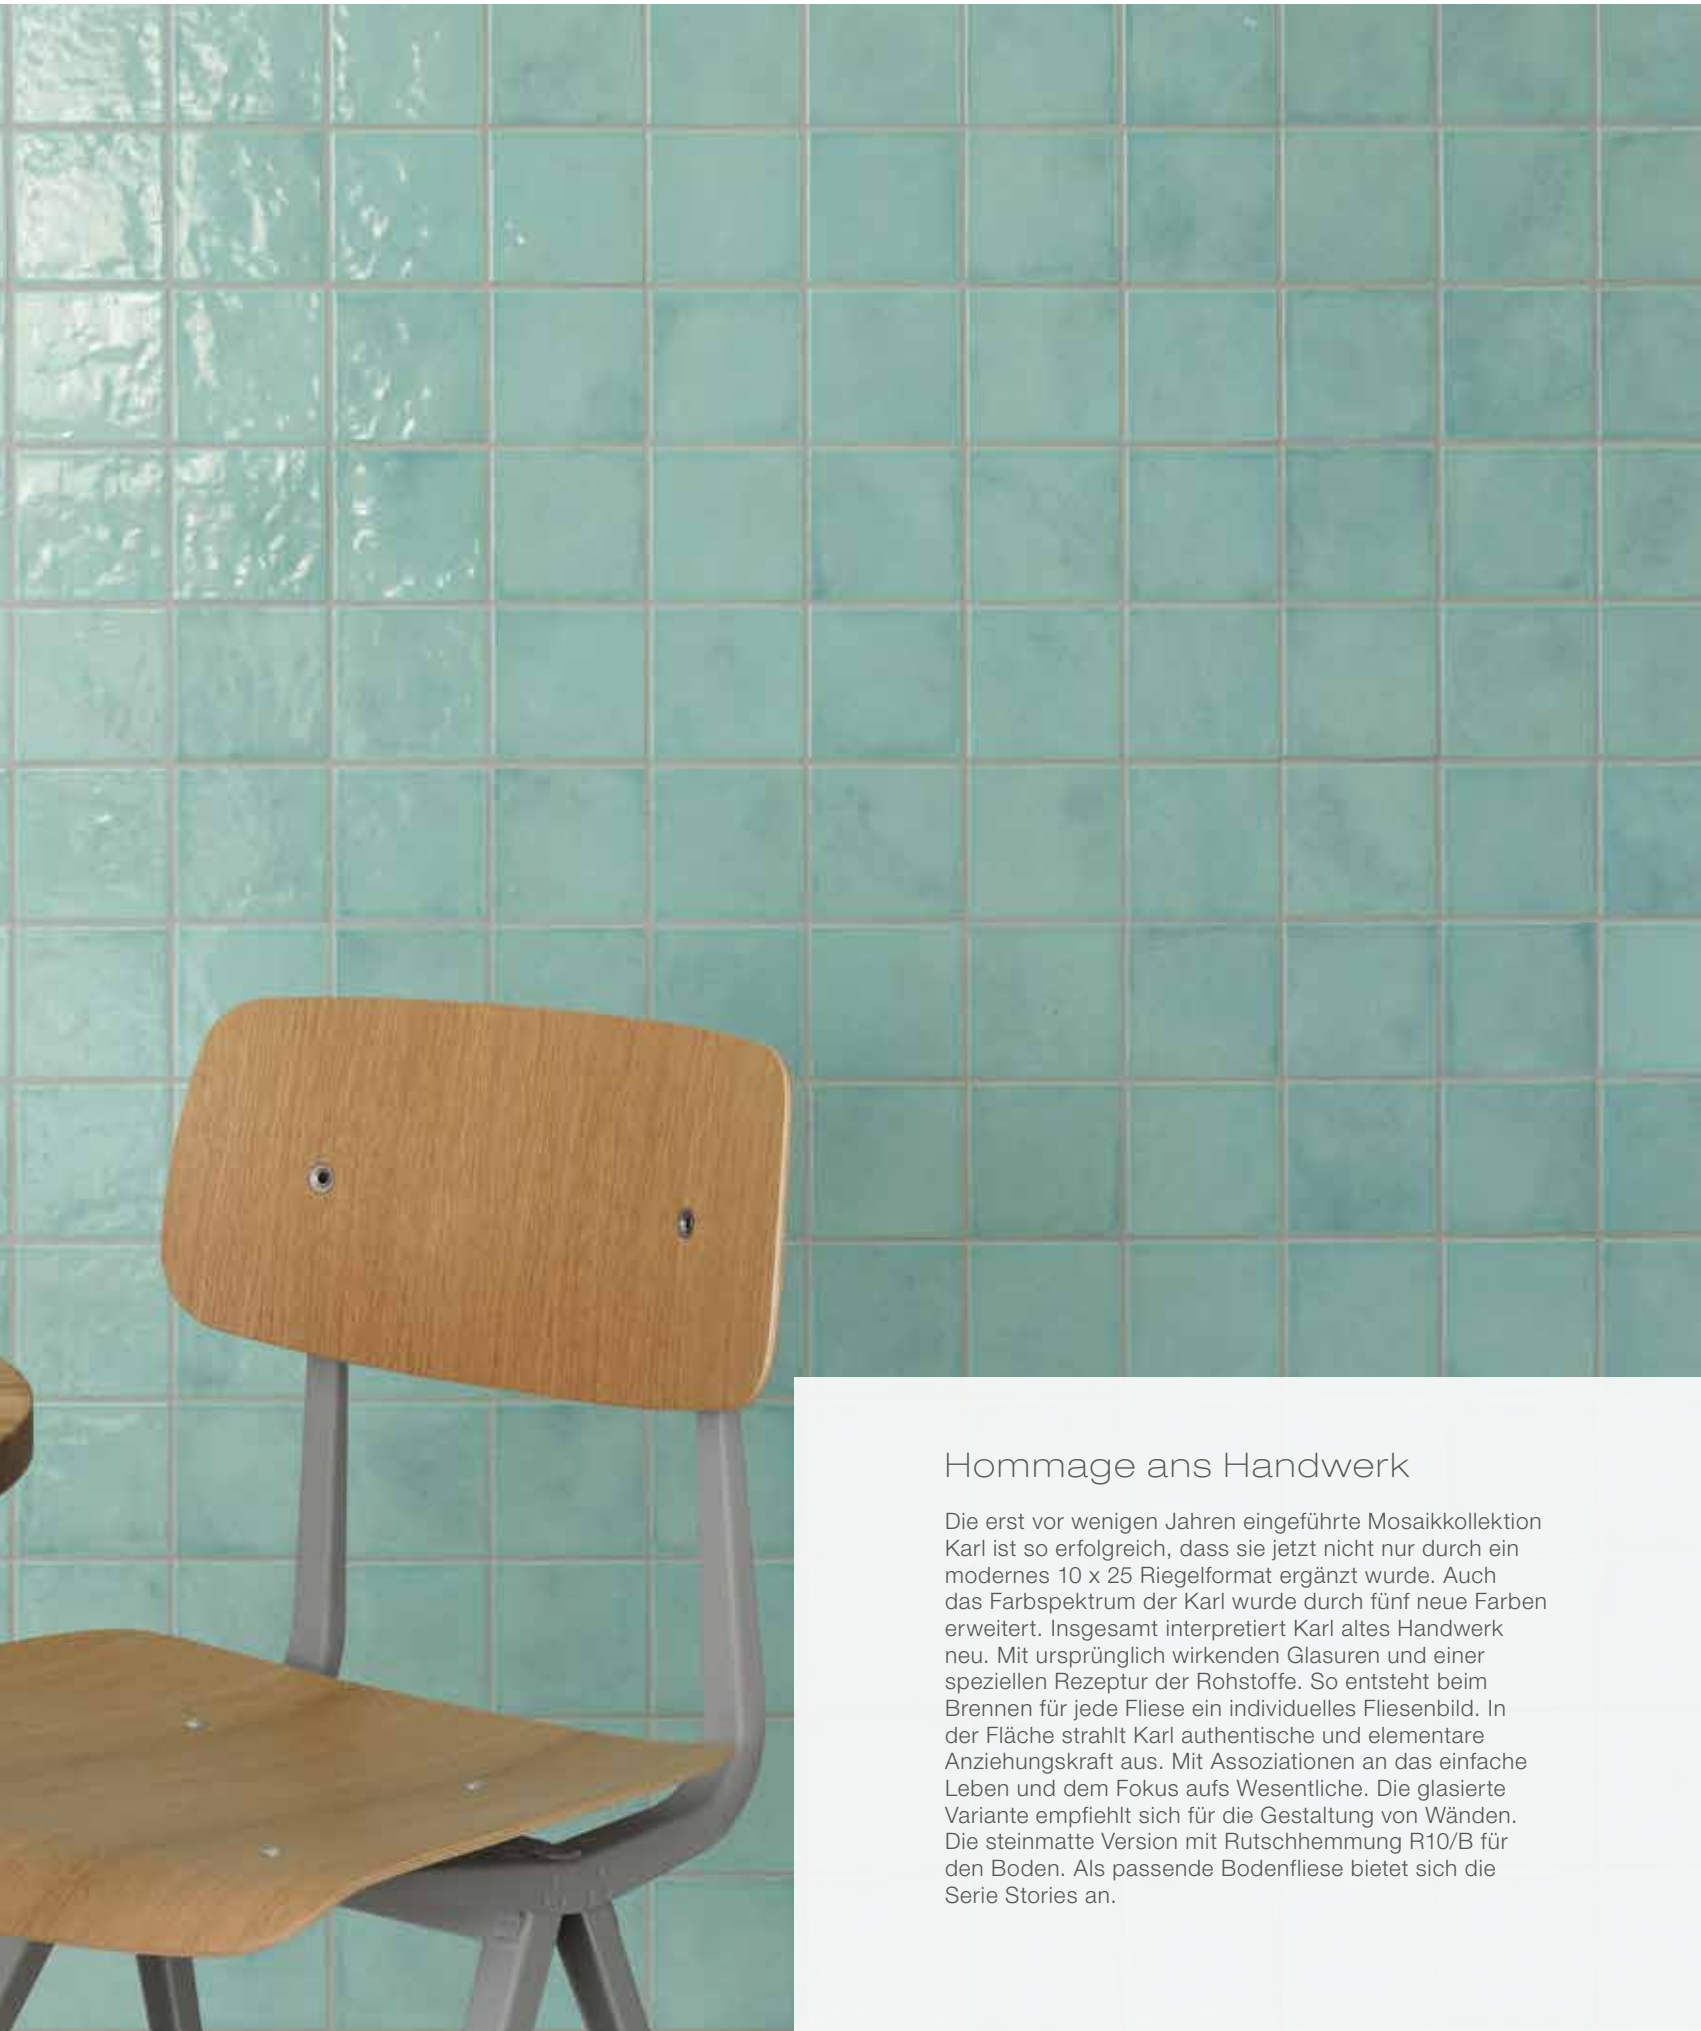 Hommage ans Handwerk
Die erst vor wenigen Jahren eingeführte Mosaikkollektion
Karl ist so erfolgreich, dass sie jetzt nicht nur durch ein
modernes 10 x 25 Riegelformat ergänzt wurde. Auch
das Farbspektrum der Karl wurde durch fünf neue Farben
erweitert. Insgesamt interpretiert Karl altes Handwerk
neu. Mit ursprünglich wirkenden Glasuren und einer
speziellen Rezeptur der Rohstoffe. So entsteht beim
Brennen für jede Fliese ein individuelles Fliesenbild. In
der Fläche strahlt Karl authentische und elementare
Anziehungskraft aus. Mit Assoziationen an das einfache
Leben und dem Fokus aufs Wesentliche. Die glasierte
Variante empfiehlt sich für die Gestaltung von Wänden.
Die steinmatte Version mit Rutschhemmung R10/B für
den Boden. Als passende Bodenfliese bietet sich die
Serie Stories an.